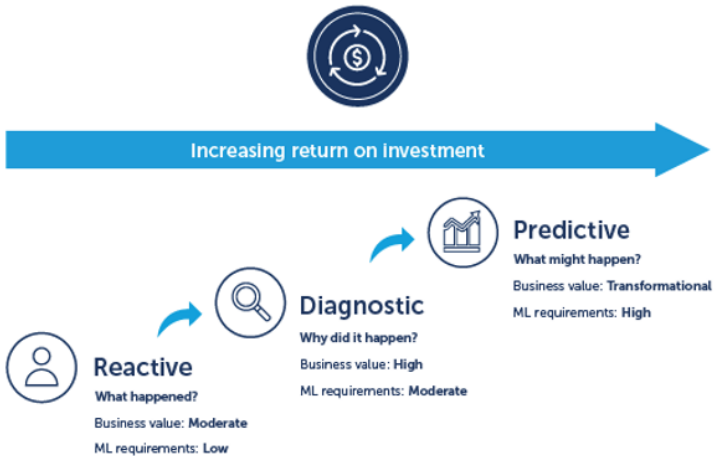 $
Increasing return on investment
Predictive
What might happen?
Business value: Transformational
ML requirements: High
Diagnostic
Why did it happen?
Business value: High
ML requirements: Moderate
Reactive
What happened?
Business value: Moderate
ML requirements: Low